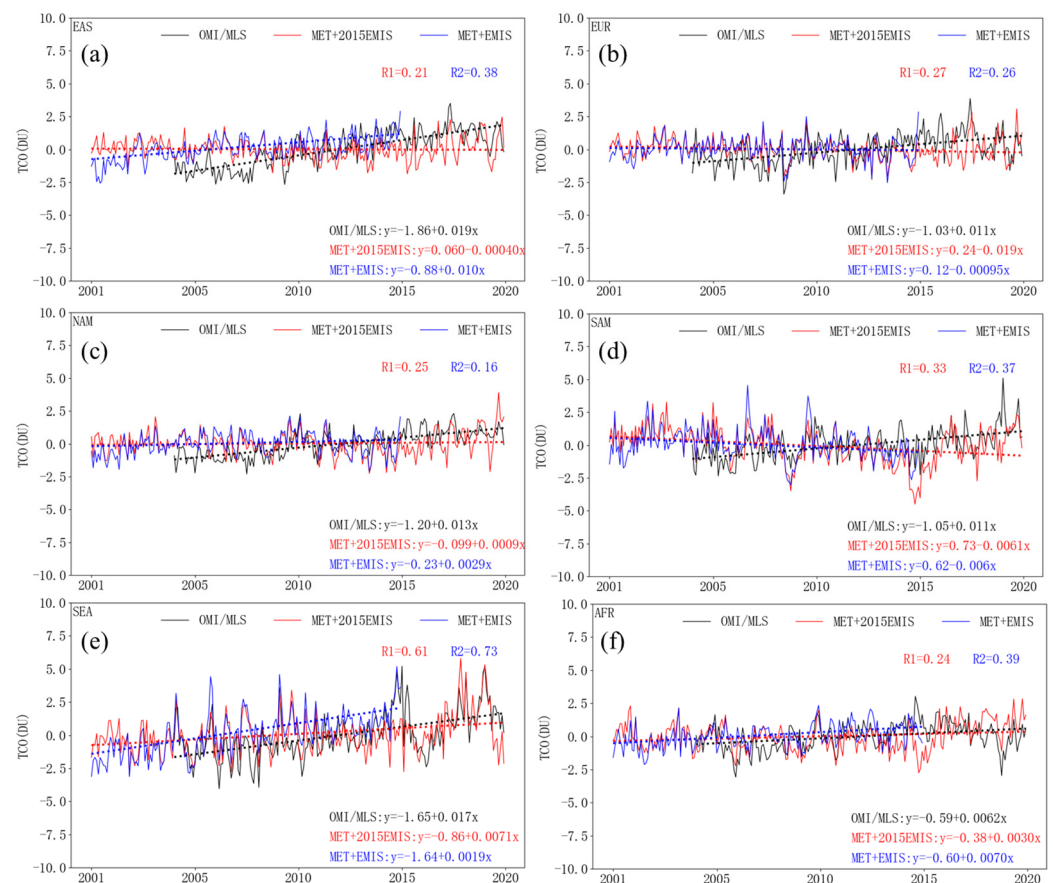 EAS
OMI/MLS MET+2015EMIS MET+EMIS
(a)
R1=0.21 R2=0.38
TCO(DU)
10.0
7.5
5.0
2.5
0.0
−2.5
−5.0
−7.5
−10.0
OMI/MLS:y=−1.86+0.019x
MET+2015EMIS:y=0.060−0.00040x
MET+EMIS:y=−0.88+0.010x
2001 2005 2010 2015 2020
EUR
OMI/MLS MET+2015EMIS MET+EMIS
(b)
R1=0.27 R2=0.26
TCO(DU)
10.0
7.5
5.0
2.5
0.0
−2.5
−5.0
−7.5
−10.0
OMI/MLS:y=−1.03+0.011x
MET+2015EMIS:y=0.24−0.019x
MET+EMIS:y=0.12−0.00095x
2001 2005 2010 2015 2020
NAM
OMI/MLS MET+2015EMIS MET+EMIS
(c)
R1=0.25 R2=0.16
TCO(DU)
10.0
7.5
5.0
2.5
0.0
−2.5
−5.0
−7.5
−10.0
OMI/MLS:y=−1.20+0.013x
MET+2015EMIS:y=−0.099+0.0009x
MET+EMIS:y=−0.23+0.0029x
2001 2005 2010 2015 2020
SAM
OMI/MLS MET+2015EMIS MET+EMIS
(d)
R1=0.33 R2=0.37
TCO(DU)
10.0
7.5
5.0
2.5
0.0
−2.5
−5.0
−7.5
−10.0
OMI/MLS:y=−1.05+0.011x
MET+2015EMIS:y=0.73−0.0061x
MET+EMIS:y=0.62−0.006x
2001 2005 2010 2015 2020
SEA
OMI/MLS MET+2015EMIS MET+EMIS
(e)
R1=0.61 R2=0.73
TCO(DU)
10.0
7.5
5.0
2.5
0.0
−2.5
−5.0
−7.5
−10.0
OMI/MLS:y=−1.65+0.017x
MET+2015EMIS:y=−0.86+0.0071x
MET+EMIS:y=−1.64+0.0019x
2001 2005 2010 2015 2020
AFR
OMI/MLS MET+2015EMIS MET+EMIS
(f)
R1=0.24 R2=0.39
TCO(DU)
10.0
7.5
5.0
2.5
0.0
−2.5
−5.0
−7.5
−10.0
OMI/MLS:y=−0.59+0.0062x
MET+2015EMIS:y=−0.38+0.0030x
MET+EMIS:y=−0.60+0.0070x
2001 2005 2010 2015 2020